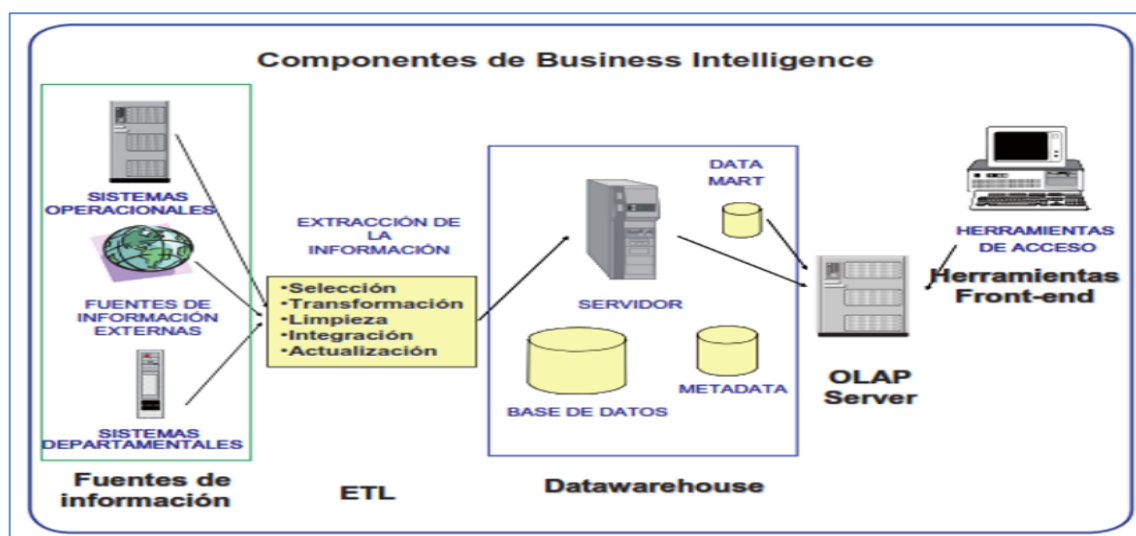 Componentes de Business Intelligence
SISTEMAS
OPERACIONALES
FUENTES DE
INFORMACIÓN
EXTERNAS
SISTEMAS
DEPARTAMENTALES
Fuentes de
información
EXTRACCIÓN DE
LA
INFORMACIÓN
•Selección
•Transformación
•Limpieza
•Integración
•Actualización
ETL
DATA
MART
SERVIDOR
BASE DE DATOS
METADATA
Datawarehouse
OLAP
Server
HERRAMIENTAS
DE ACCESO
Herramientas
Front-end